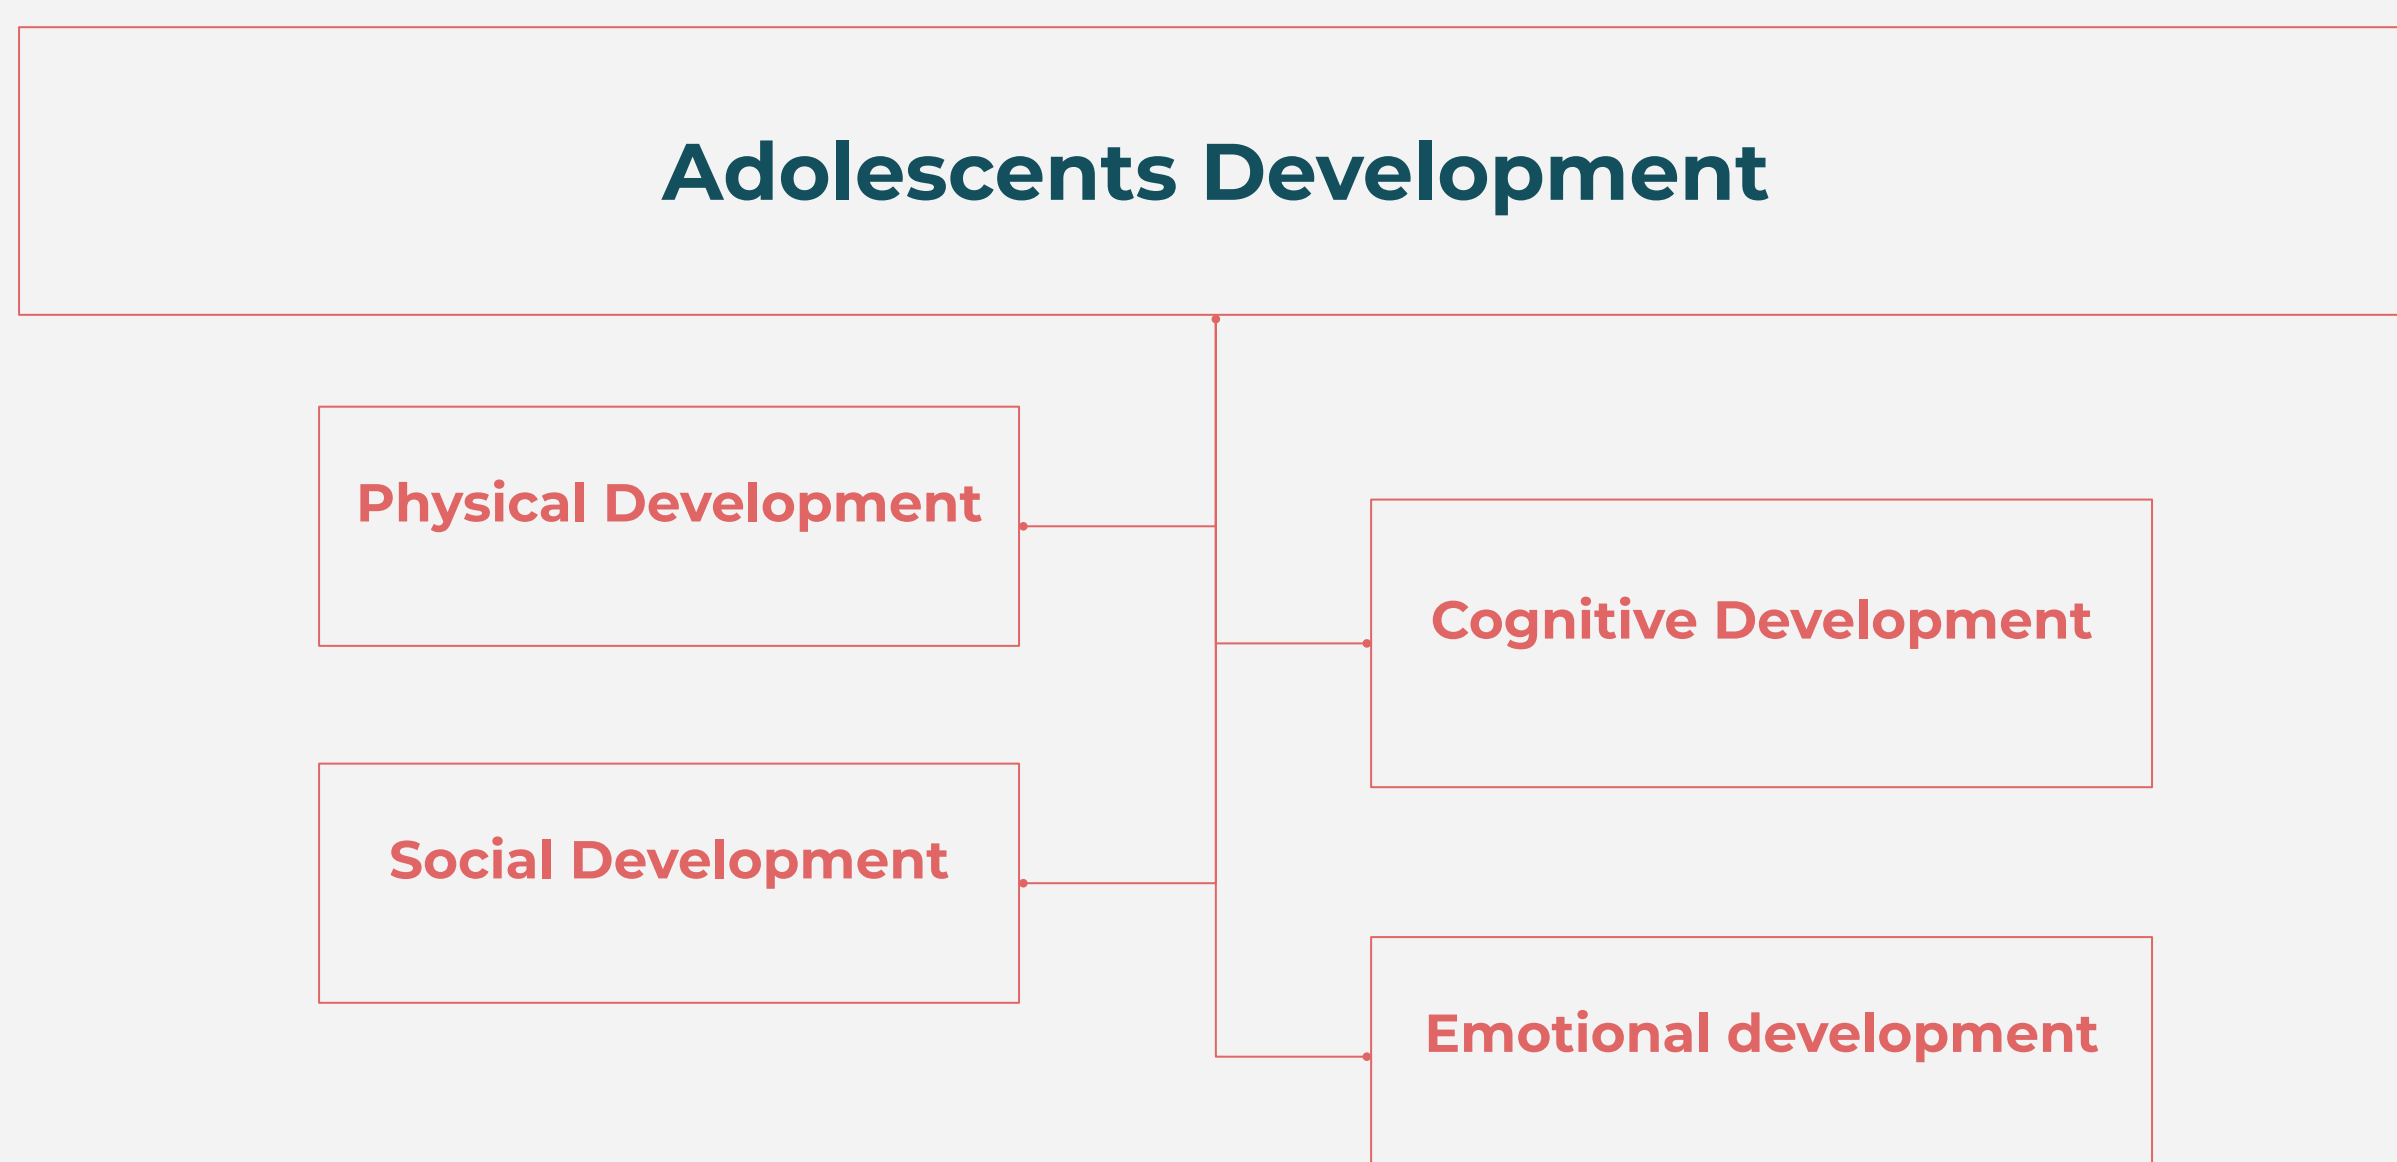 Adolescents Development
Physical Development
Cognitive Development
Social Development
Emotional development